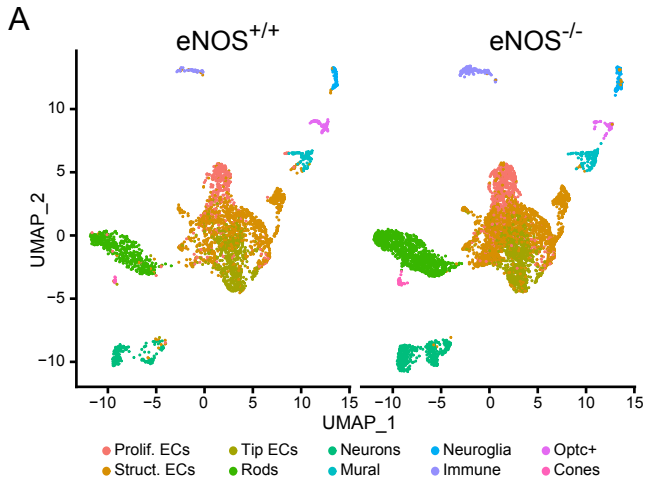 A
eNOS+/+
eNOS-/-
UMAP_2
10
5
0
−5
−10
−10 −5 0 5 10 15
−10 −5 0 5 10 15
UMAP_1
Prolif. ECs Tip ECs Neurons Neuroglia Optc+
Struct. ECs Rods Mural Immune Cones